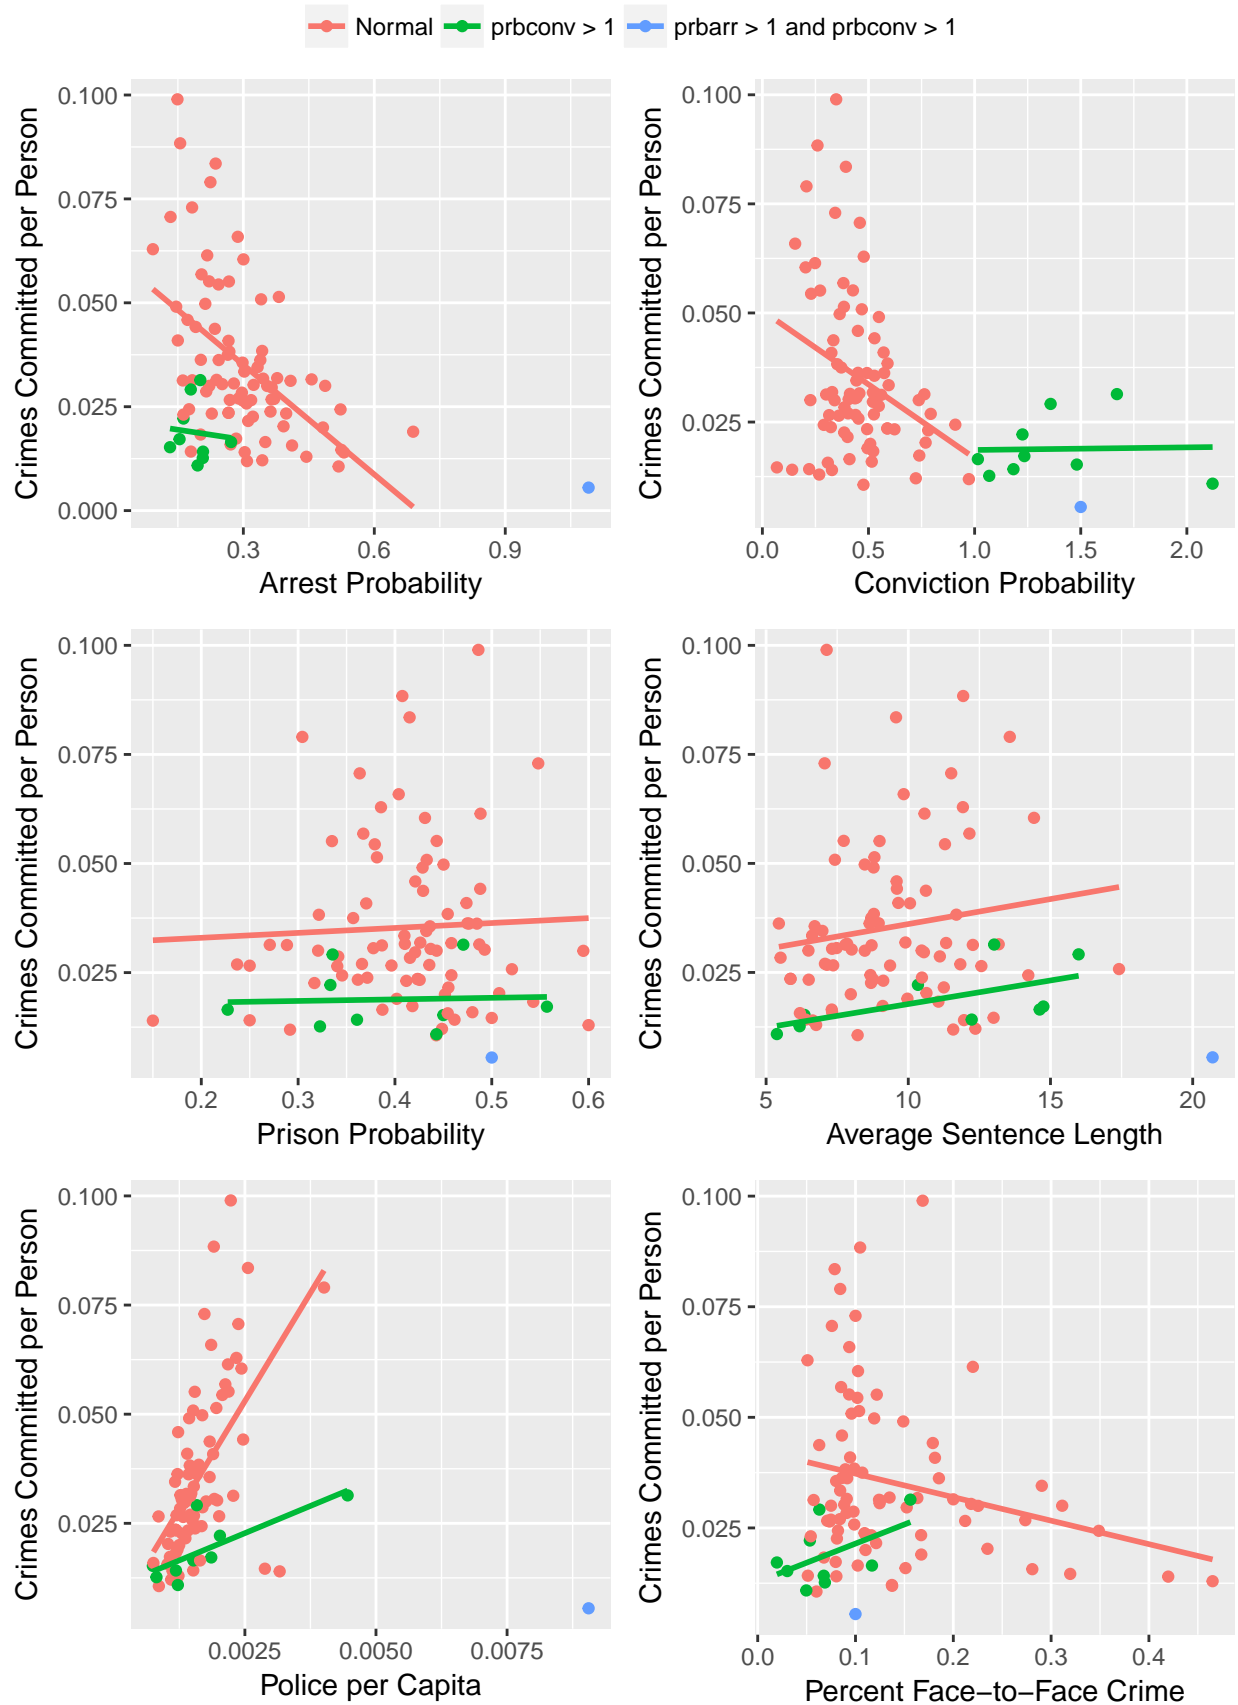 Normal prbconv > 1 prbarr > 1 and prbconv > 1
Crimes Committed per Person
0.100
0.075
0.050
0.025
0.000
0.3 0.6 0.9
Arrest Probability
Crimes Committed per Person
0.100
0.075
0.050
0.025
0.0 0.5 1.0 1.5 2.0
Conviction Probability
Crimes Committed per Person
0.100
0.075
0.050
0.025
0.2 0.3 0.4 0.5 0.6
Prison Probability
Crimes Committed per Person
0.100
0.075
0.050
0.025
5 10 15 20
Average Sentence Length
Crimes Committed per Person
0.100
0.075
0.050
0.025
0.0025 0.0050 0.0075
Police per Capita
Crimes Committed per Person
0.100
0.075
0.050
0.025
0.0 0.1 0.2 0.3 0.4
Percent Face−to−Face Crime